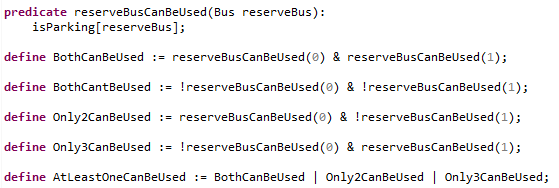 predicate reserveBusCanBeUsed(Bus reserveBus):
isParking[reserveBus];
define BothCanBeUsed := reserveBusCanBeUsed(0) & reserveBusCanBeUsed(1);
define BothCantBeUsed := !reserveBusCanBeUsed(0) & !reserveBusCanBeUsed(1);
define Only2CanBeUsed := reserveBusCanBeUsed(0) & !reserveBusCanBeUsed(1);
define Only3CanBeUsed := !reserveBusCanBeUsed(0) & reserveBusCanBeUsed(1);
define AtLeastOneCanBeUsed := BothCanBeUsed | Only2CanBeUsed | Only3CanBeUsed;